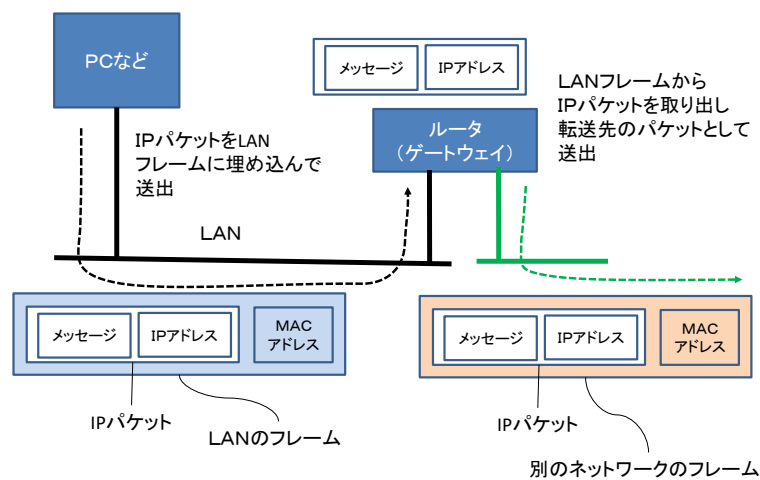 PCなど
メッセージ
IPアドレス
LANフレームから
IPパケットを取り出し
転送先のパケットとして
送出
IPパケットをLAN
フレームに埋め込んで
送出
ルータ
(ゲートウェイ)
LAN
メッセージ
IPアドレス
MAC
アドレス
メッセージ
IPアドレス
MAC
アドレス
IPパケット
LANのフレーム
IPパケット
別のネットワークのフレーム